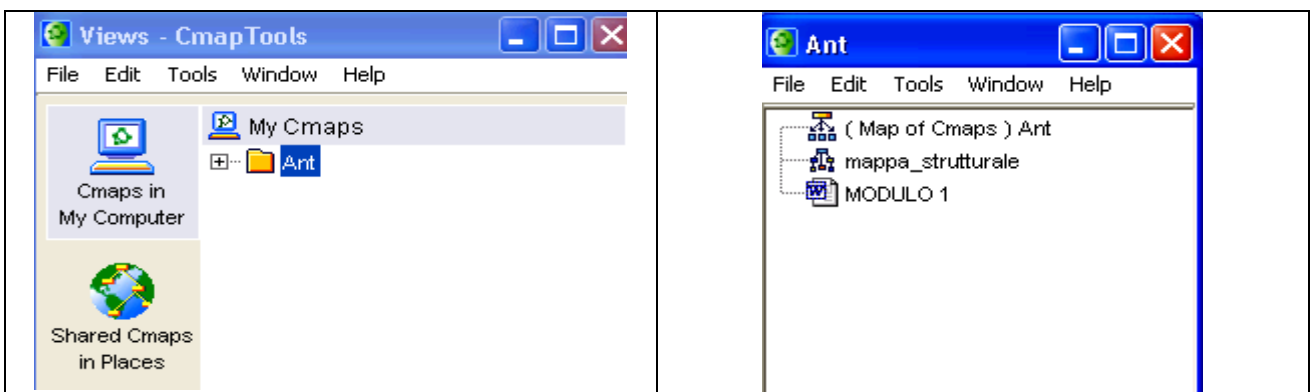 Views - CmapTools
File Edit Tools Window Help
My Cmaps
Ant
Cmaps in
My Computer
Shared Cmaps
in Places
Ant
File Edit Tools Window Help
( Map of Cmaps ) Ant
mappa_strutturale
MODULO 1